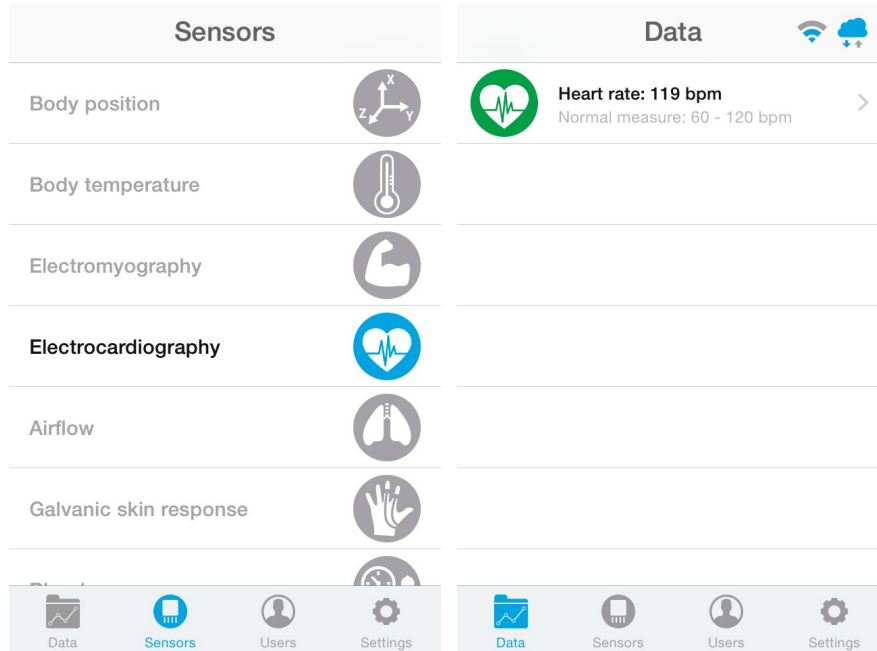 Sensors
Body position
X
Z
Y
Body temperature
Electromyography
Electrocardiography
Airflow
Galvanic skin response
Data
Sensors
Users
Settings
Data
Heart rate: 119 bpm
Normal measure: 60 - 120 bpm
Data
Sensors
Users
Settings